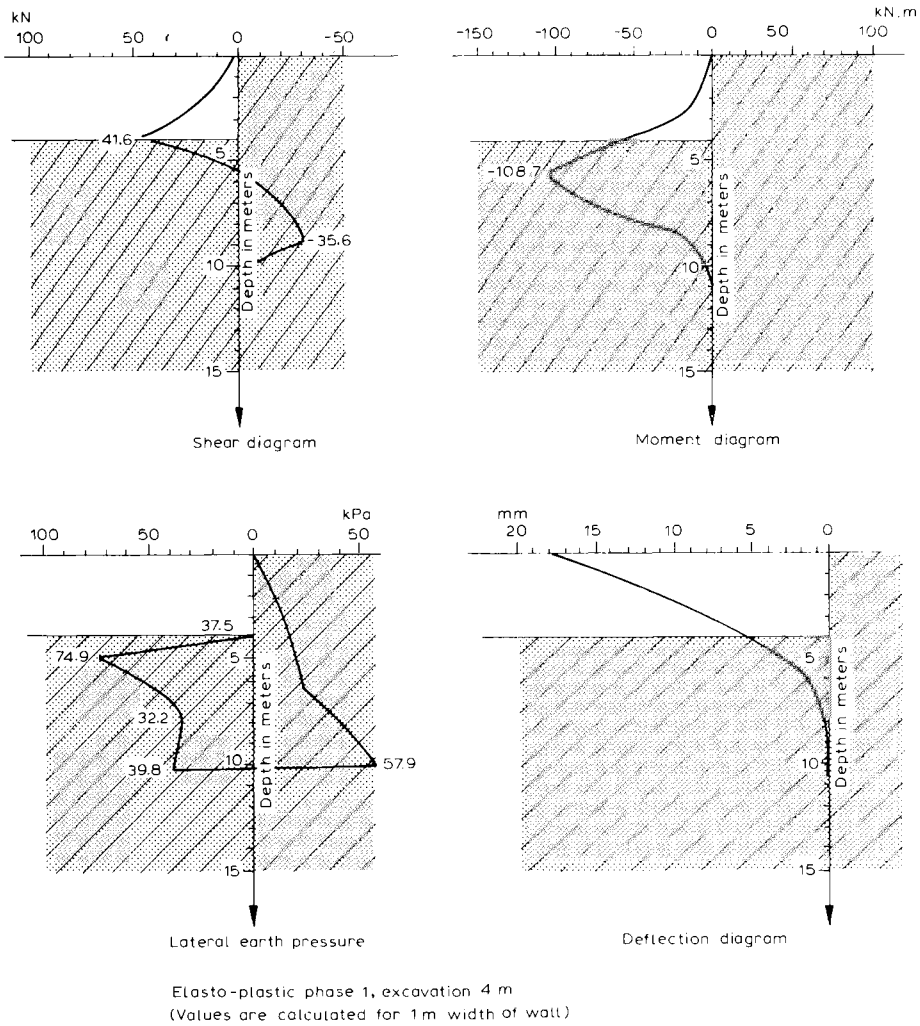 kN
100 50 0 -50
41.6
5
-35.6
10
15
Depth in meters
Shear diagram
kN.m
-150 -100 -50 0 50 100
5
-108.7
10
15
Depth in meters
Moment diagram
kPa
100 50 0 50
37.5
74.9
5
32.2
39.8
10
57.9
15
Depth in meters
Lateral earth pressure
mm
20 15 10 5 0
5
10
15
Depth in meters
Deflection diagram
Elasto-plastic phase 1, excavation 4 m
(Values are calculated for 1 m width of wall)